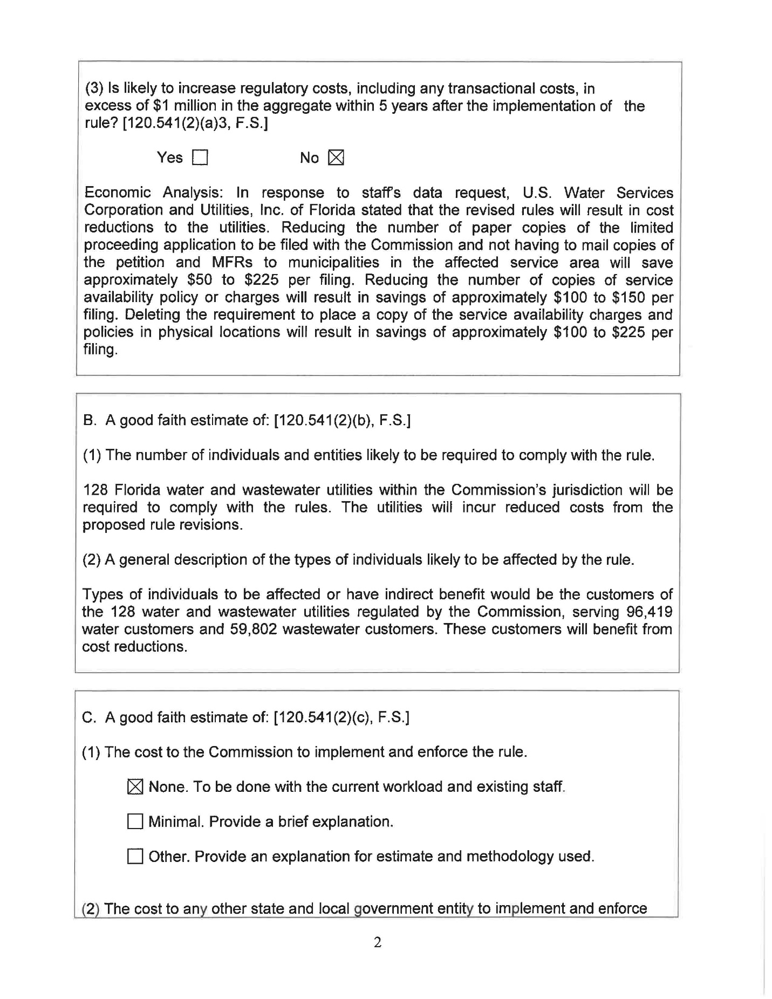 (3) Is likely to increase regulatory costs, including any transactional costs, in
excess of $1 million in the aggregate within 5 years after the implementation of the
rule? [120.541(2)(a)3, F.S.]
Yes ☐ No ☒
Economic Analysis: In response to staff's data request, U.S. Water Services
Corporation and Utilities, Inc. of Florida stated that the revised rules will result in cost
reductions to the utilities. Reducing the number of paper copies of the limited
proceeding application to be filed with the Commission and not having to mail copies of
the petition and MFRs to municipalities in the affected service area will save
approximately $50 to $225 per filing. Reducing the number of copies of service
availability policy or charges will result in savings of approximately $100 to $150 per
filing. Deleting the requirement to place a copy of the service availability charges and
policies in physical locations will result in savings of approximately $100 to $225 per
filing.
B. A good faith estimate of: [120.541(2)(b), F.S.]
(1) The number of individuals and entities likely to be required to comply with the rule.
128 Florida water and wastewater utilities within the Commission's jurisdiction will be
required to comply with the rules. The utilities will incur reduced costs from the
proposed rule revisions.
(2) A general description of the types of individuals likely to be affected by the rule.
Types of individuals to be affected or have indirect benefit would be the customers of
the 128 water and wastewater utilities regulated by the Commission, serving 96,419
water customers and 59,802 wastewater customers. These customers will benefit from
cost reductions.
C. A good faith estimate of: [120.541(2)(c), F.S.]
(1) The cost to the Commission to implement and enforce the rule.
☒ None. To be done with the current workload and existing staff.
☐ Minimal. Provide a brief explanation.
☐ Other. Provide an explanation for estimate and methodology used.
(2) The cost to any other state and local government entity to implement and enforce
2